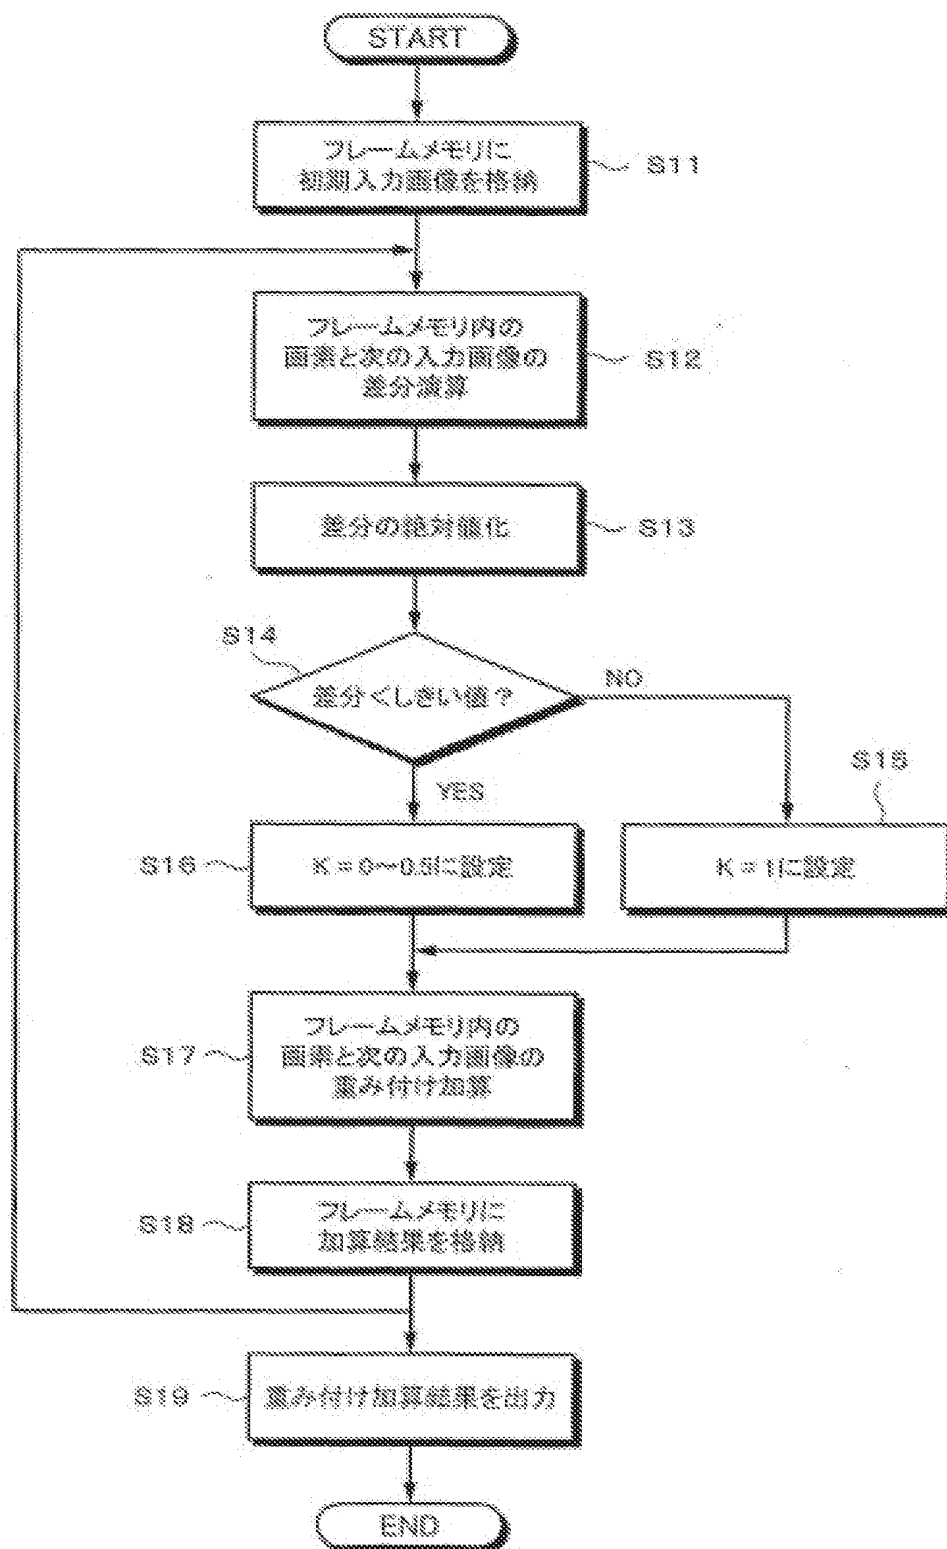 START
フレームメモリに
初期入力画像を格納
S11
フレームメモリ内の
画素と次の入力画像の
差分演算
S12
差分の絶対値化
S13
S14
差分<しきい値?
NO
YES
S15
S16
K=0~0.5に設定
K=1に設定
フレームメモリ内の
画素と次の入力画像の
重み付け加算
S17
フレームメモリに
加算結果を格納
S18
S19
重み付け加算結果を出力
END